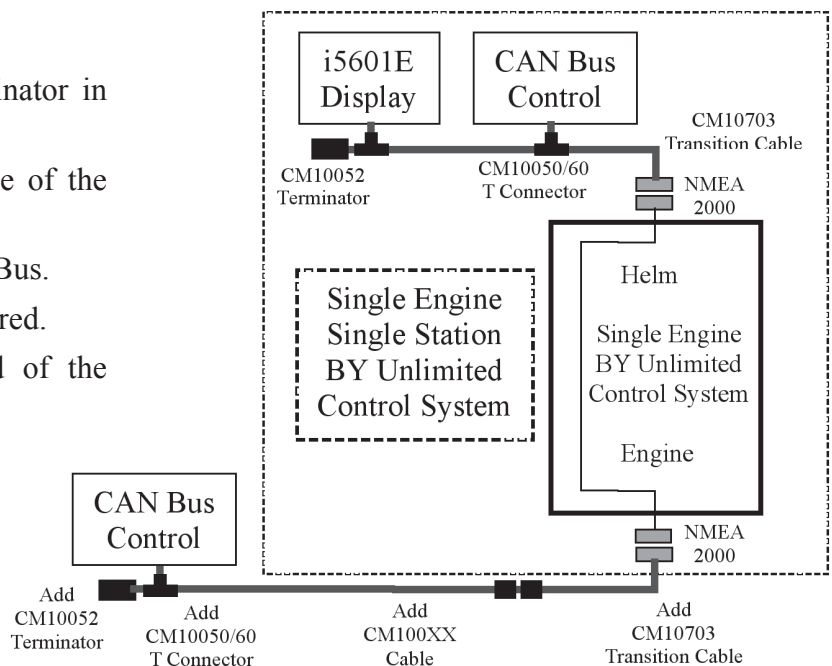 inator in
e of the
Bus.
red.
l of the
i5601E
Display
CAN Bus
Control
CM10703
Transition Cable
CM10052
Terminator
CM10050/60
T Connector
NMEA
2000
Helm
Single Engine
BY Unlimited
Control System
Engine
Single Engine
Single Station
BY Unlimited
Control System
NMEA
2000
CAN Bus
Control
Add
CM10052
Terminator
Add
CM10050/60
T Connector
Add
CM100XX
Cable
Add
CM10703
Transition Cable